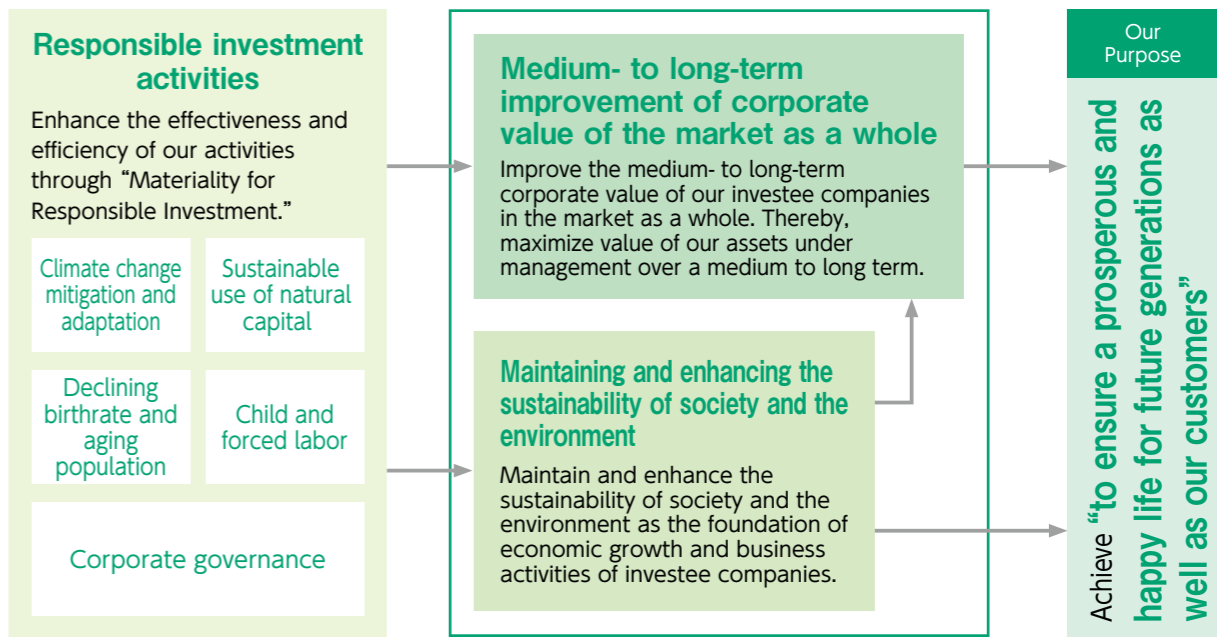 Responsible investment
activities
Enhance the effectiveness and
efficiency of our activities
through “Materiality for
Responsible Investment.”
Climate change
mitigation and
adaptation
Sustainable
use of natural
capital
Declining
birthrate and
aging
population
Child and
forced labor
Corporate governance
Medium- to long-term
improvement of corporate
value of the market as a whole
Improve the medium- to long-term
corporate value of our investee companies
in the market as a whole. Thereby,
maximize value of our assets under
management over a medium to long term.
Maintaining and enhancing the
sustainability of society and the
environment
Maintain and enhance the
sustainability of society and the
environment as the foundation of
economic growth and business
activities of investee companies.
Our
Purpose
Achieve “to ensure a prosperous and
happy life for future generations as
well as our customers”